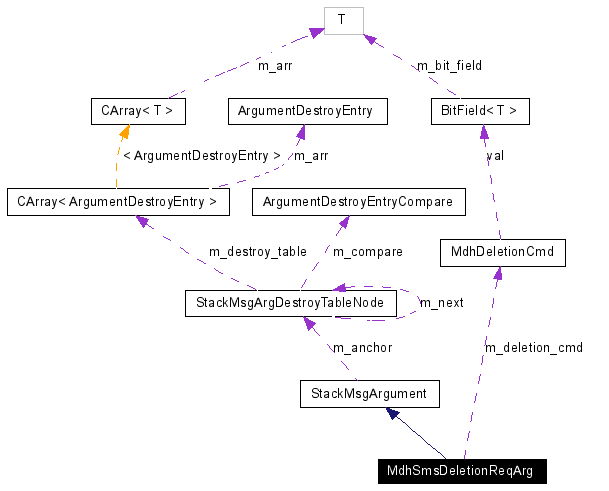 T
m_arr
m_bit_field
CArray< T >
ArgumentDestroyEntry
BitField< T >
< ArgumentDestroyEntry >
m_arr
val
CArray< ArgumentDestroyEntry >
ArgumentDestroyEntryCompare
m_destroy_table
m_compare
MdhDeletionCmd
StackMsgArgDestroyTableNode
m_next
m_anchor
m_deletion_cmd
StackMsgArgument
MdhSmsDeletionReqArg